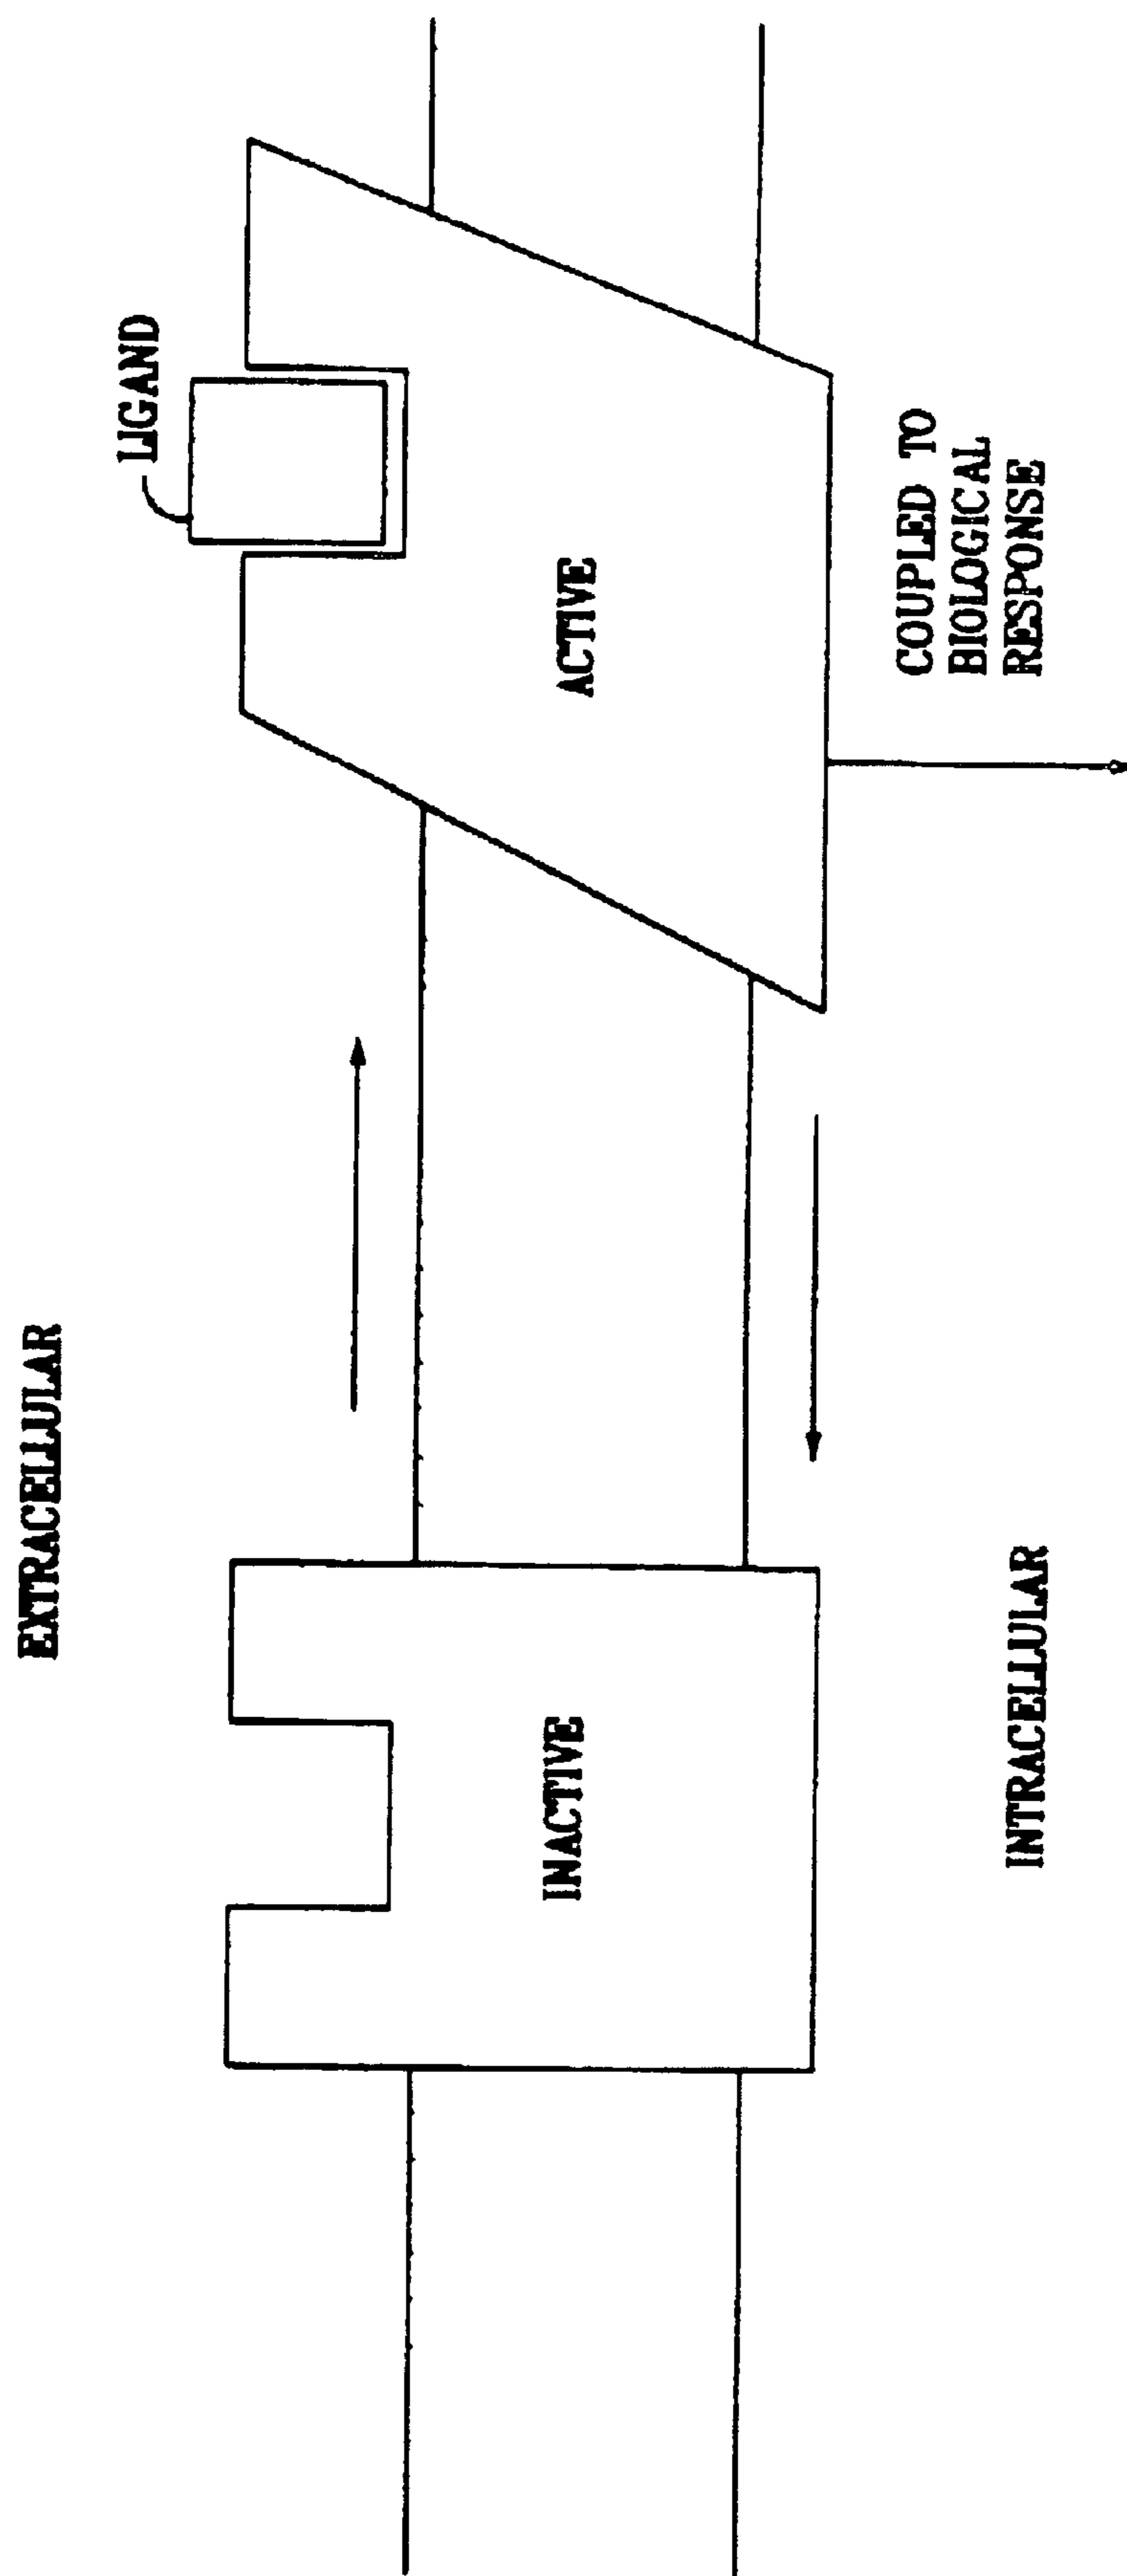 EXTRACELLULAR
LIGAND
INACTIVE
ACTIVE
INTRACELLULAR
COUPLED TO
BIOLOGICAL
RESPONSE